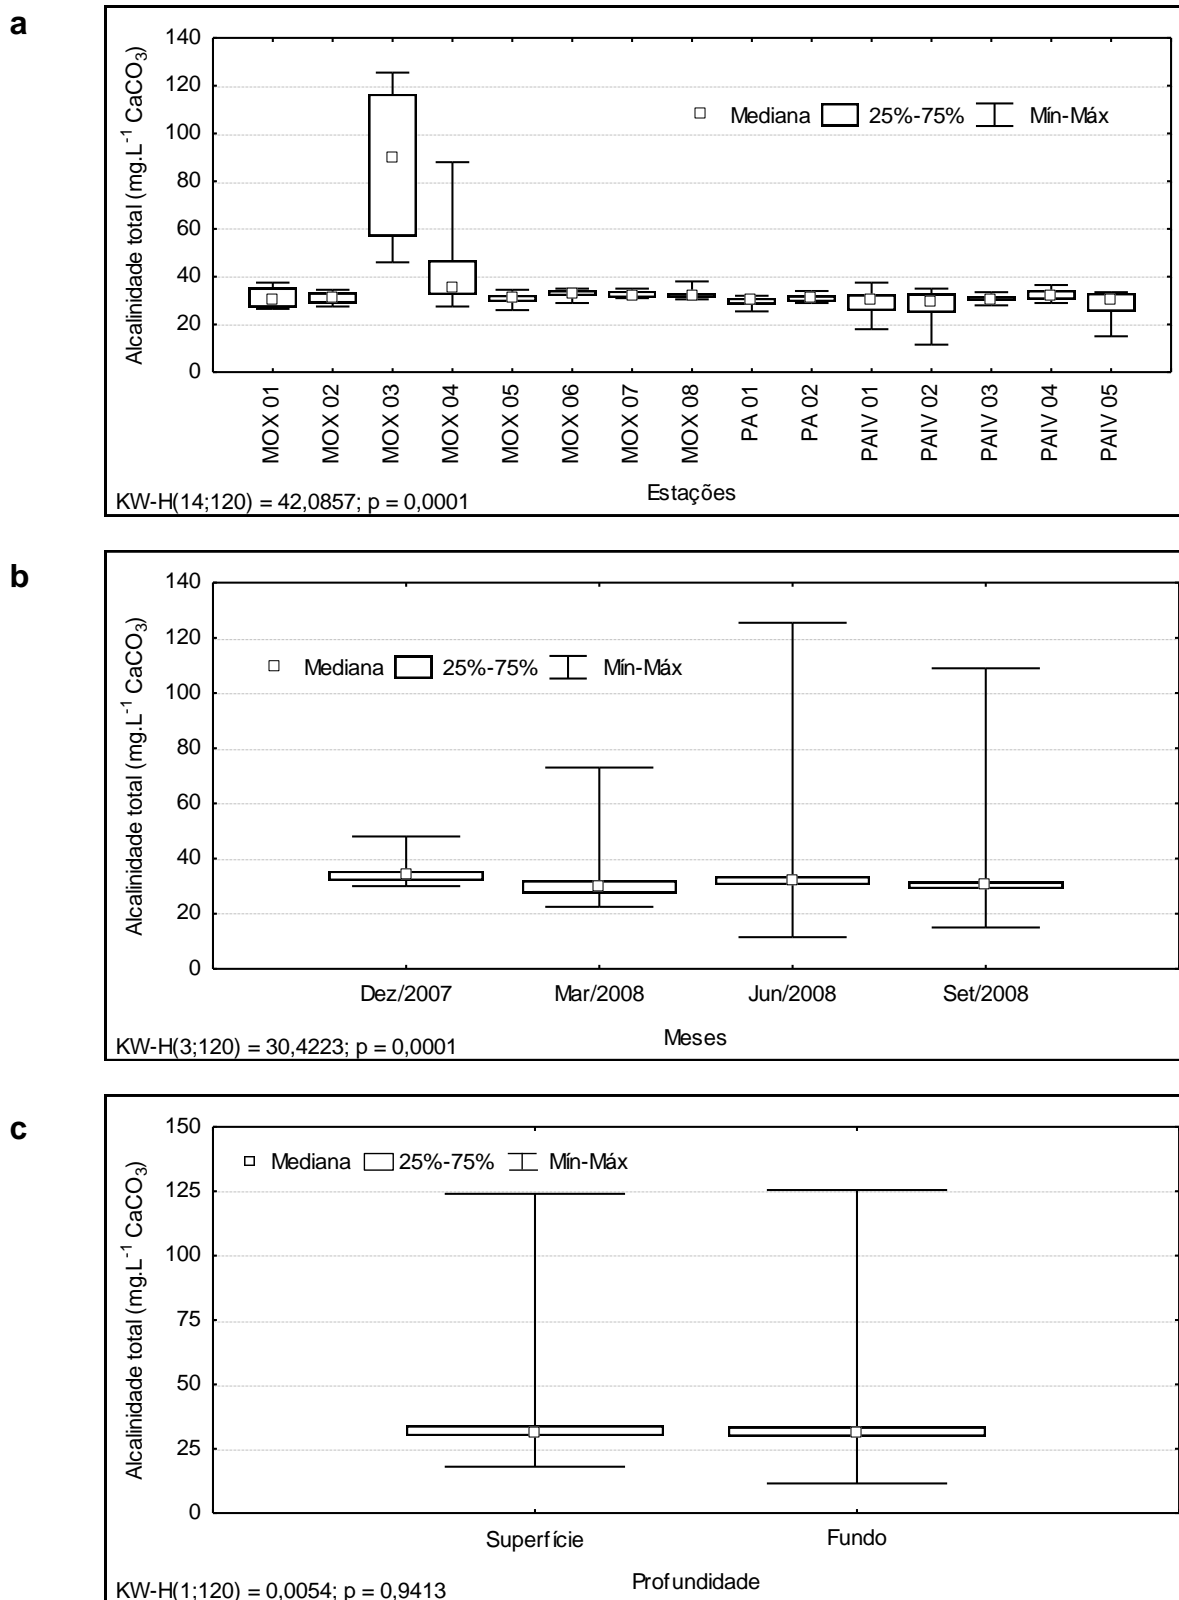 a
Alcalinidade total (mg.L-1 CaCO3)
140
120
100
80
60
40
20
0
Mediana 25%-75% Mín-Máx
MOX 01
MOX 02
MOX 03
MOX 04
MOX 05
MOX 06
MOX 07
MOX 08
PA 01
PA 02
PAIV 01
PAIV 02
PAIV 03
PAIV 04
PAIV 05
Estações
KW-H(14;120) = 42,0857; p = 0,0001
b
Alcalinidade total (mg.L-1 CaCO3)
140
120
100
80
60
40
20
0
Mediana 25%-75% Mín-Máx
Dez/2007 Mar/2008 Jun/2008 Set/2008
Meses
KW-H(3;120) = 30,4223; p = 0,0001
c
Alcalinidade total (mg.L-1 CaCO3)
150
125
100
75
50
25
0
Mediana 25%-75% Mín-Máx
Superfície Fundo
Profundidade
KW-H(1;120) = 0,0054; p = 0,9413